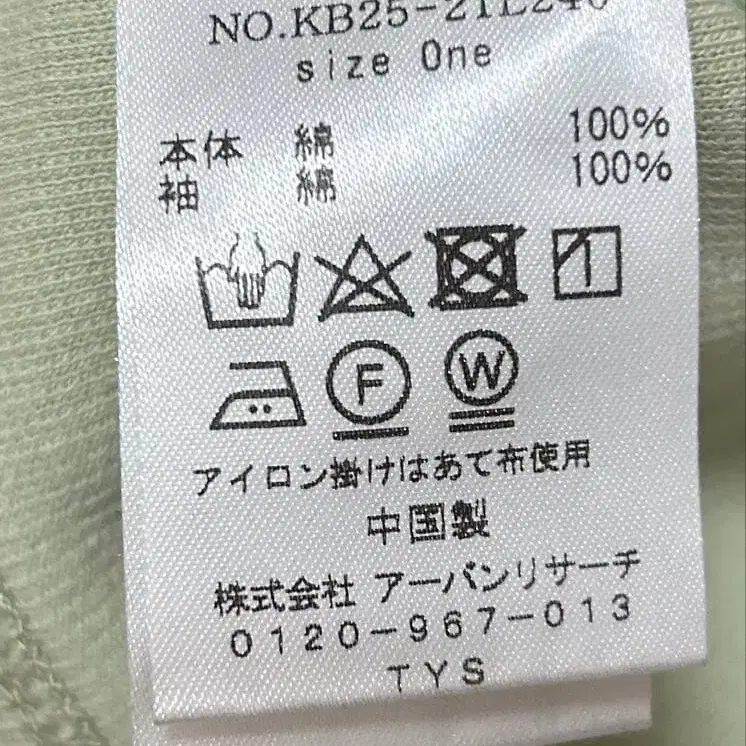 NO.KB25-21L240
size One
本体 綿 100%
袖 綿 100%
F W
アイロン掛けはあて布使用
中国製
株式会社 アーバンリサーチ
0120-967-013
TYS